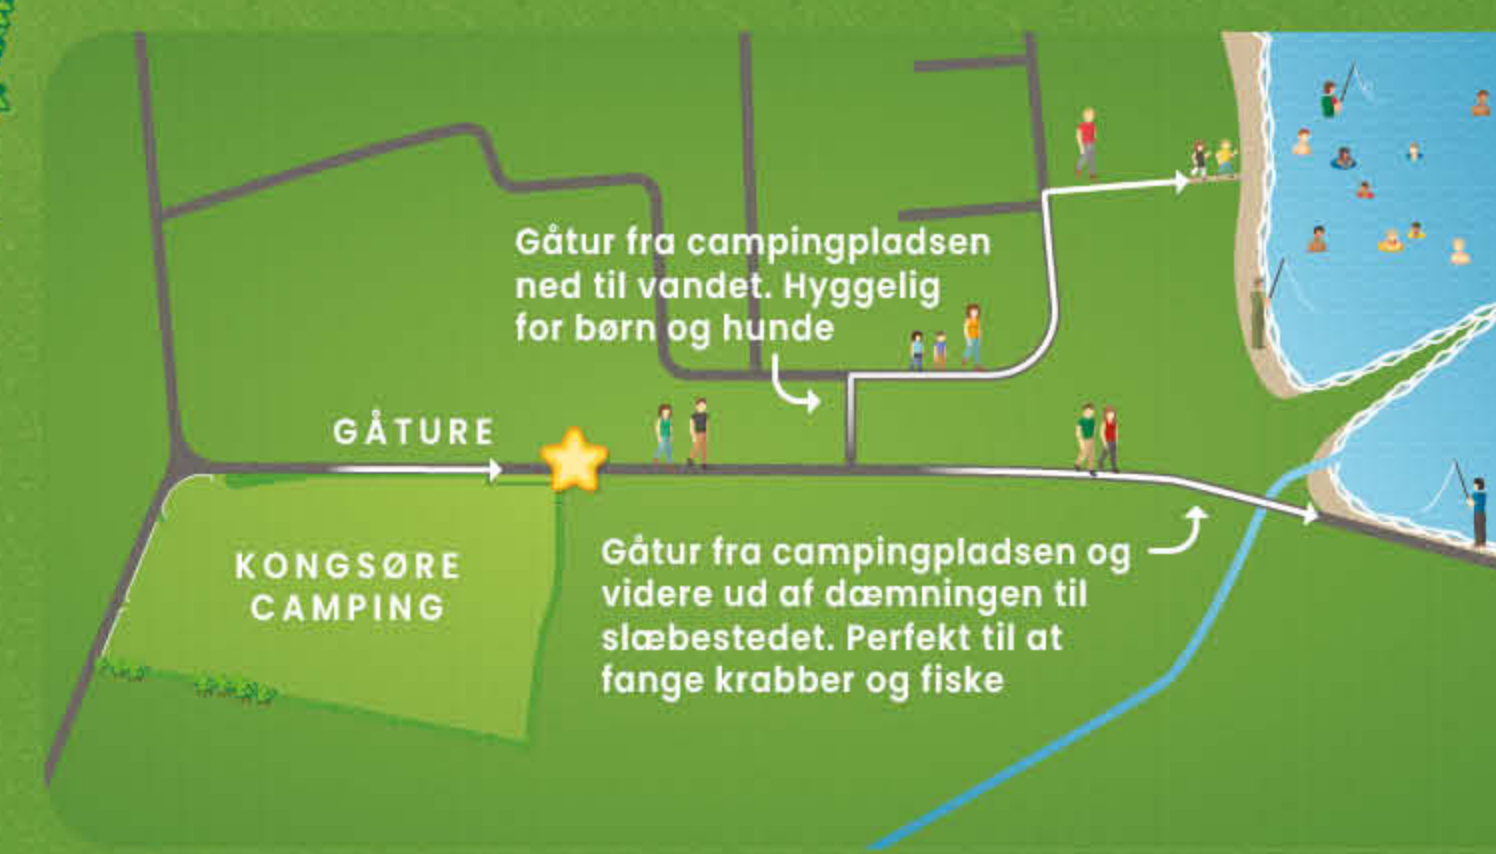 Gåtur fra campingpladsen
ned til vandet. Hyggelig
for børn og hunde
GÅTURE
KONGSØRE
CAMPING
Gåtur fra campingpladsen og
videre ud af dæmningen til
slæbestedet. Perfekt til at
fange krabber og fiske